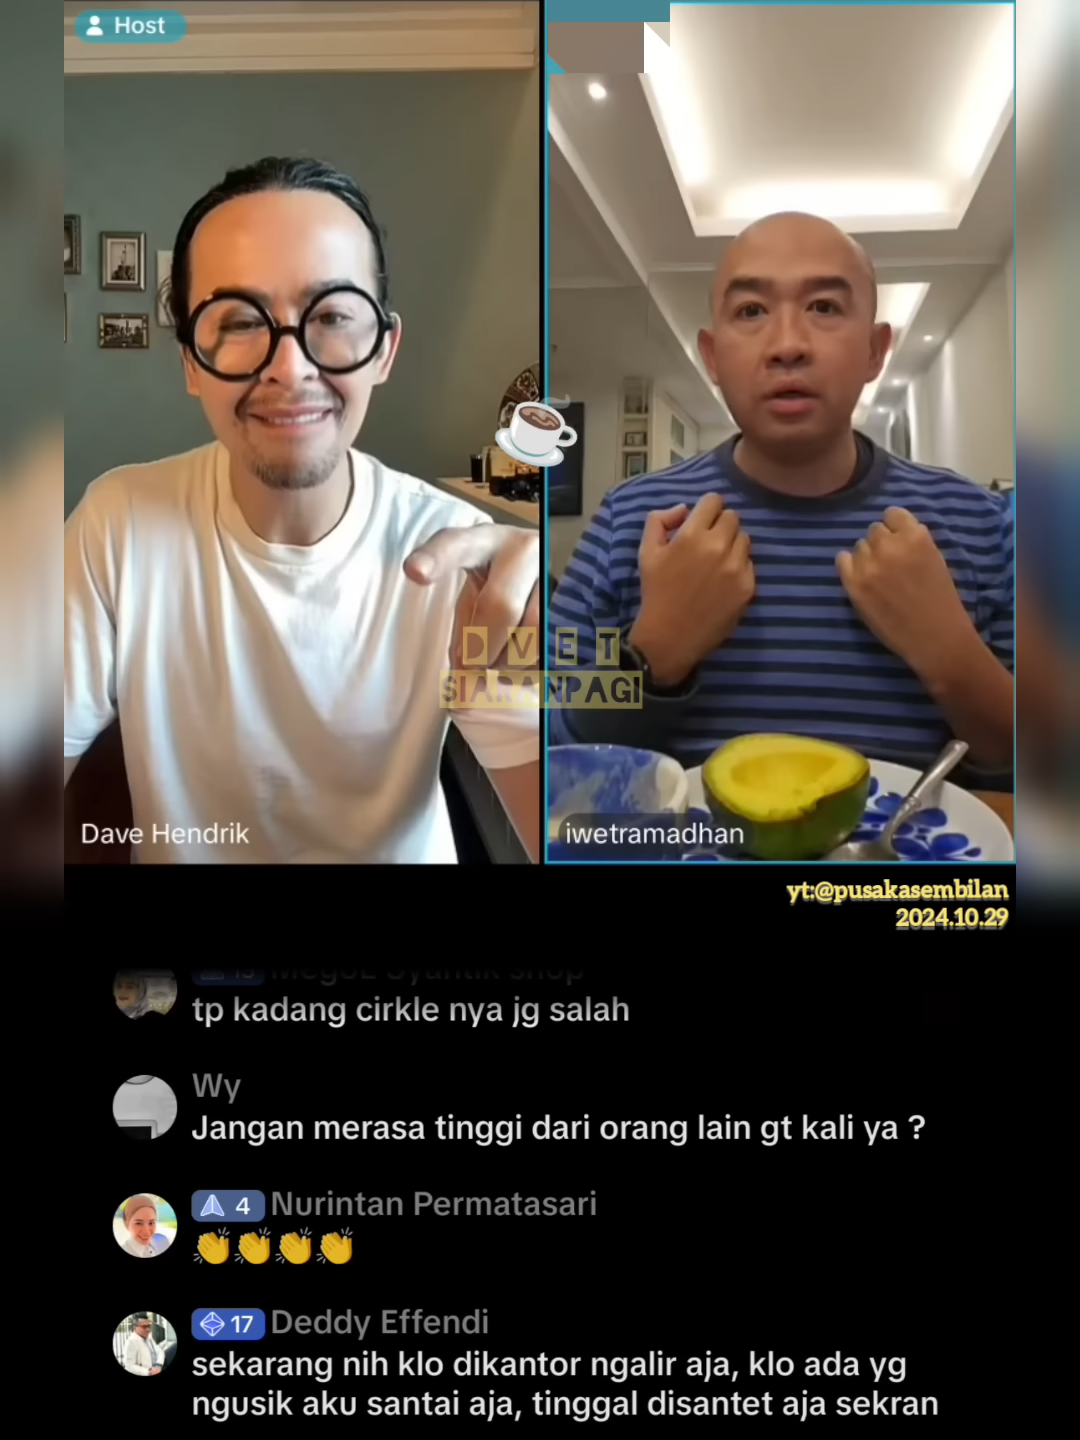 Host
D V E T
SIARANPAGI
Dave Hendrik
iwetramadhan
yt:@pusakasembilan
2024.10.29
tp kadang cirkle nya jg salah
Wy
Jangan merasa tinggi dari orang lain gt kali ya ?
4 Nurintan Permatasari
👏👏👏👏
17 Deddy Effendi
sekarang nih klo dikantor ngalir aja, klo ada yg
ngusik aku santai aja, tinggal disantet aja sekran